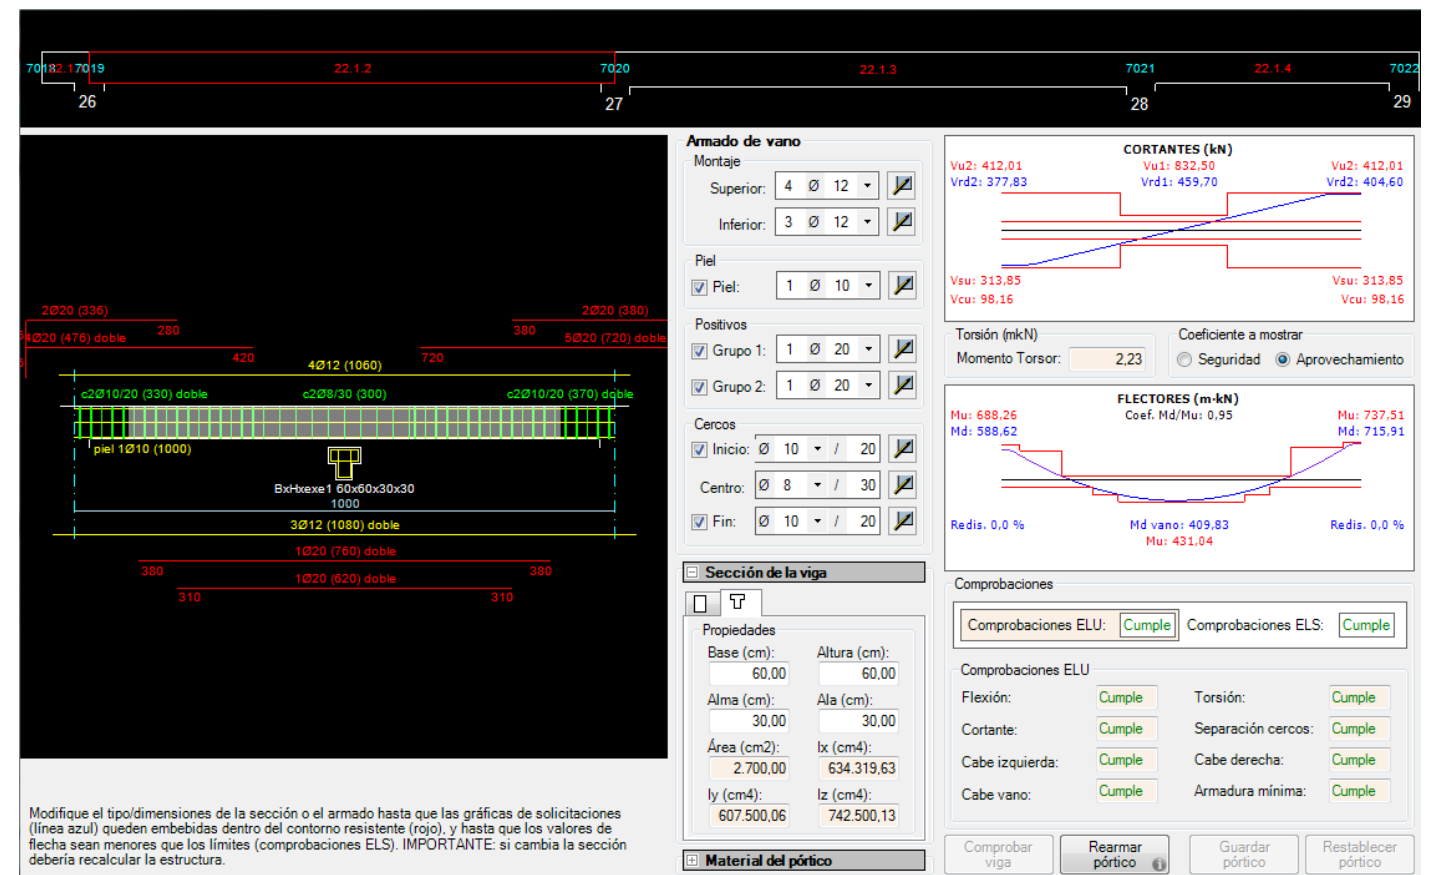 7018 22.1.1 7019 22.1.2 7020 22.1.3 7021 22.1.4 7022
26 27 28 29
2Ø20 (336) 2Ø20 (380)
280 380
4Ø20 (476) doble 5Ø20 (720) doble
420 720
4Ø12 (1060)
c2Ø10/20 (330) doble c2Ø8/30 (300) c2Ø10/20 (370) doble
piel 1Ø10 (1000)
BxHxexe1 60x60x30x30
1000
3Ø12 (1080) doble
1Ø20 (760) doble
380 380
1Ø20 (620) doble
310 310
Modifique el tipo/dimensiones de la sección o el armado hasta que las gráficas de solicitaciones
(línea azul) queden embebidas dentro del contorno resistente (rojo), y hasta que los valores de
flecha sean menores que los límites (comprobaciones ELS). IMPORTANTE: si cambia la sección
debería recalcular la estructura.
Armado de vano
Montaje
Superior: 4 Ø 12
Inferior: 3 Ø 12
Piel
Piel: 1 Ø 10
Positivos
Grupo 1: 1 Ø 20
Grupo 2: 1 Ø 20
Cercos
Inicio: Ø 10 / 20
Centro: Ø 8 / 30
Fin: Ø 10 / 20
Sección de la viga
Propiedades
Base (cm): Altura (cm):
60,00 60,00
Alma (cm): Ala (cm):
30,00 30,00
Área (cm2): Ix (cm4):
2.700,00 634.319,63
Iy (cm4): Iz (cm4):
607.500,06 742.500,13
Material del pórtico
CORTANTES (kN)
Vu2: 412,01 Vu1: 832,50 Vu2: 412,01
Vrd2: 377,83 Vrd1: 459,70 Vrd2: 404,60
Vsu: 313,85 Vsu: 313,85
Vcu: 98,16 Vcu: 98,16
Torsión (mkN) Coeficiente a mostrar
Momento Torsor: 2,23 Seguridad Aprovechamiento
FLECTORES (m·kN)
Mu: 688,26 Coef. Md/Mu: 0,95 Mu: 737,51
Md: 588,62 Md: 715,91
Redis. 0,0 % Md vano: 409,83 Redis. 0,0 %
Mu: 431,04
Comprobaciones
Comprobaciones ELU: Cumple Comprobaciones ELS: Cumple
Comprobaciones ELU
Flexión: Cumple Torsión: Cumple
Cortante: Cumple Separación cercos: Cumple
Cabe izquierda: Cumple Cabe derecha: Cumple
Cabe vano: Cumple Armadura mínima: Cumple
Comprobar viga Rearmar pórtico Guardar pórtico Restablecer pórtico